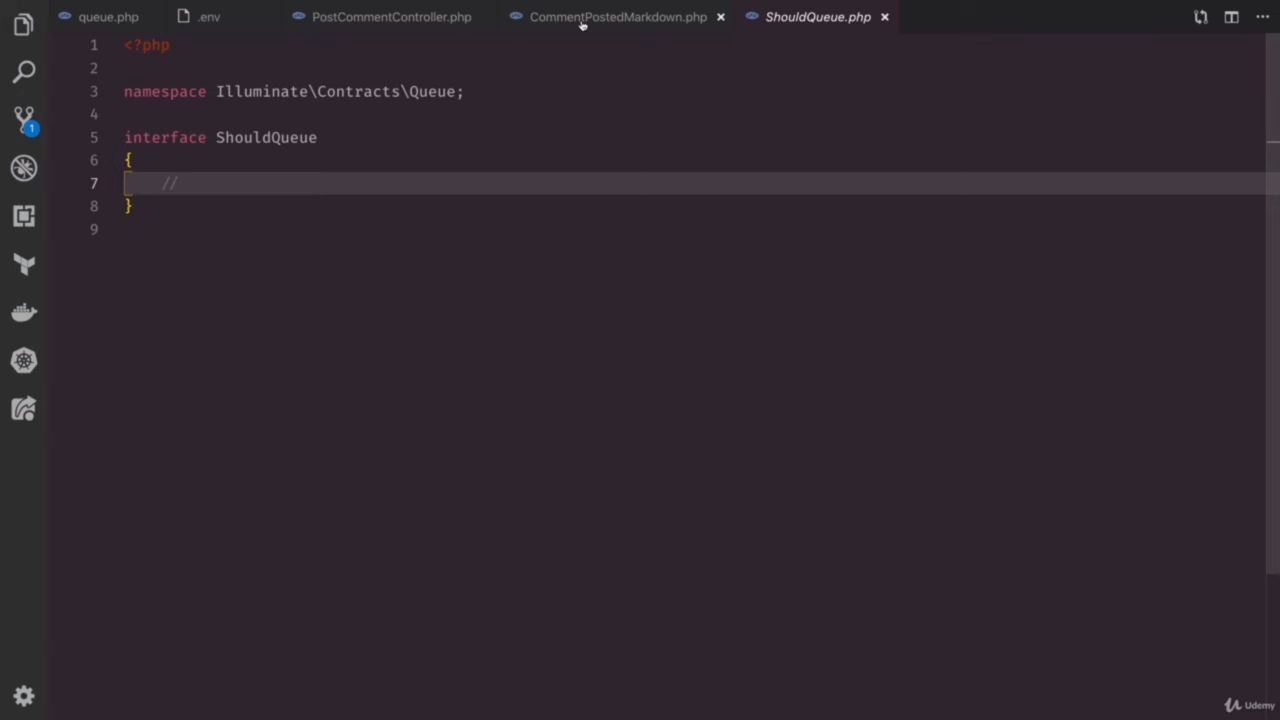 queue.php
.env
PostCommentController.php
CommentPostedMarkdown.php
ShouldQueue.php
1 <?php
2
3 namespace Illuminate\Contracts\Queue;
4
5 interface ShouldQueue
6 {
7 //
8 }
9
1
Udemy